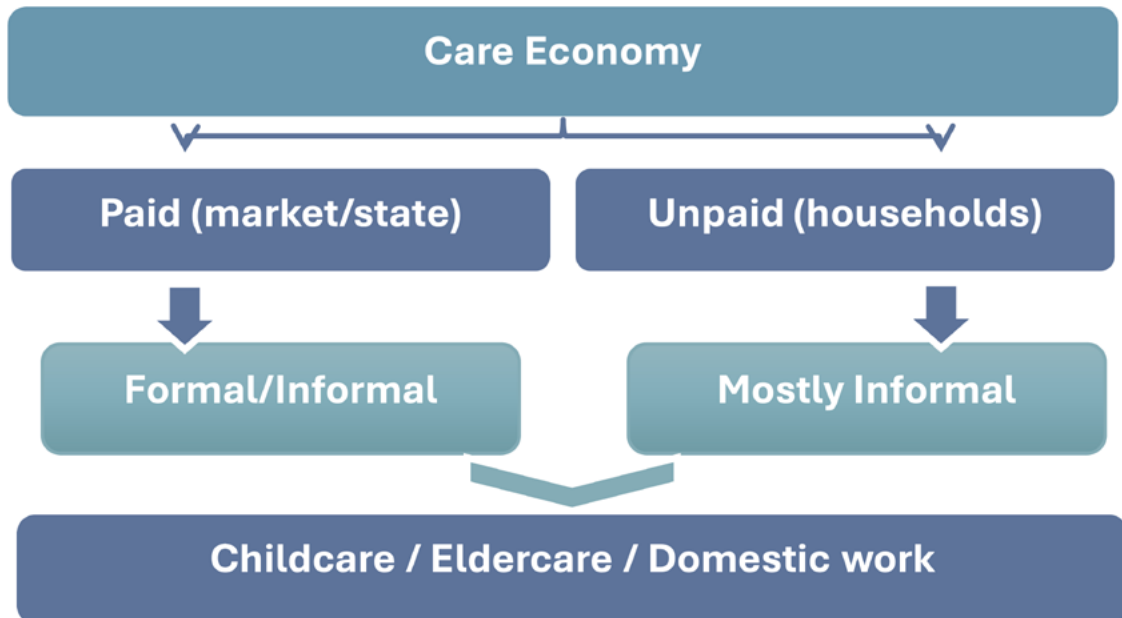 Care Economy
Paid (market/state)
Unpaid (households)
Formal/Informal
Mostly Informal
Childcare / Eldercare / Domestic work